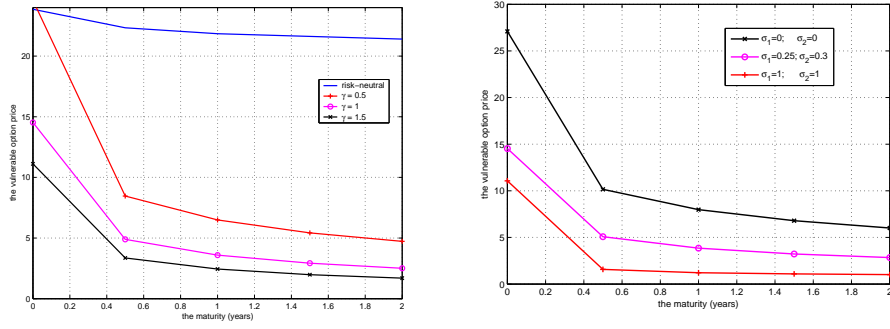 the vulnerable option price
20
15
10
5
0
0 0.2 0.4 0.6 0.8 1 1.2 1.4 1.6 1.8 2
the maturity (years)
risk−neutral
γ = 0.5
γ = 1
γ = 1.5
the vulnerable option price
30
25
20
15
10
5
0
0 0.2 0.4 0.6 0.8 1 1.2 1.4 1.6 1.8 2
the maturity (years)
σ₁=0; σ₂=0
σ₁=0.25; σ₂=0.3
σ₁=1; σ₂=1